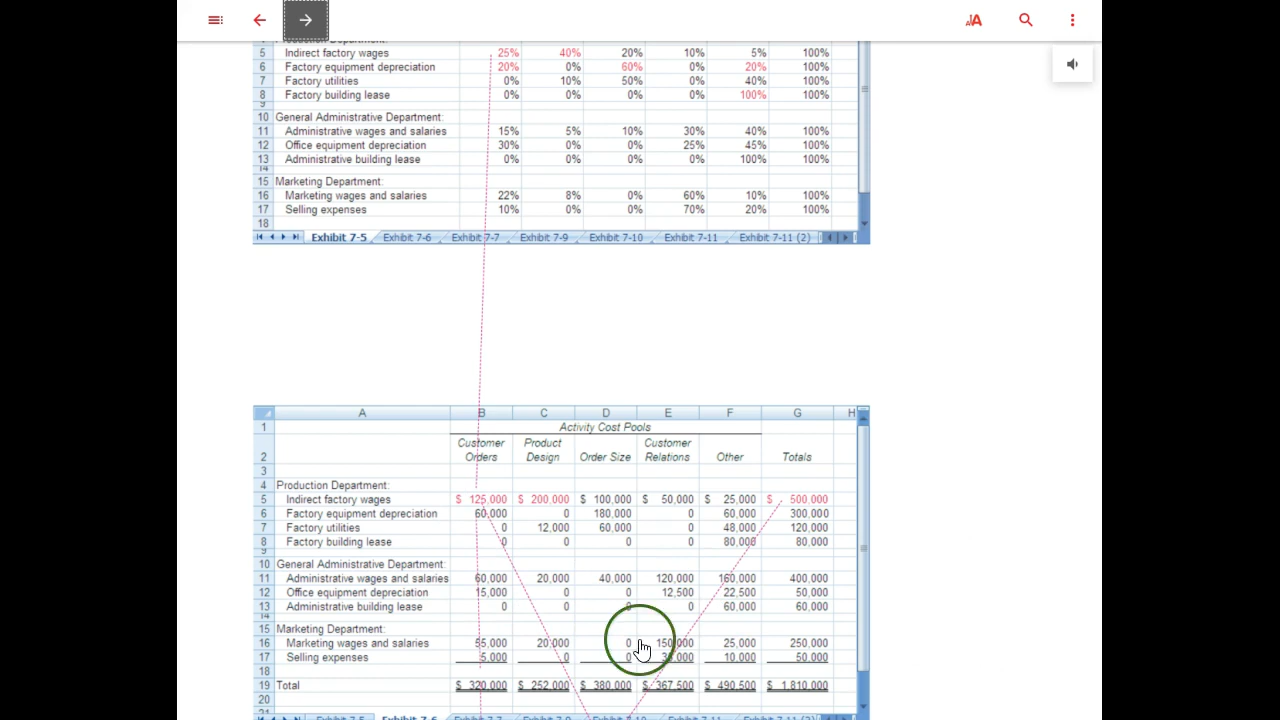 5 Indirect factory wages 25% 40% 20% 10% 5% 100%
6 Factory equipment depreciation 20% 0% 60% 0% 20% 100%
7 Factory utilities 0% 10% 50% 0% 40% 100%
8 Factory building lease 0% 0% 0% 0% 100% 100%
9
10 General Administrative Department:
11 Administrative wages and salaries 15% 5% 10% 30% 40% 100%
12 Office equipment depreciation 30% 0% 0% 25% 45% 100%
13 Administrative building lease 0% 0% 0% 0% 100% 100%
14
15 Marketing Department:
16 Marketing wages and salaries 22% 8% 0% 60% 10% 100%
17 Selling expenses 10% 0% 0% 70% 20% 100%
18
Exhibit 7-5 Exhibit 7-6 Exhibit 7-7 Exhibit 7-9 Exhibit 7-10 Exhibit 7-11 Exhibit 7-11 (2)
A B C D E F G H
1 Activity Cost Pools
2 Customer Orders Product Design Order Size Customer Relations Other Totals
3
4 Production Department:
5 Indirect factory wages $ 125,000 $ 200,000 $ 100,000 $ 50,000 $ 25,000 $ 500,000
6 Factory equipment depreciation 60,000 0 180,000 0 60,000 300,000
7 Factory utilities 0 12,000 60,000 0 48,000 120,000
8 Factory building lease 0 0 0 0 80,000 80,000
9
10 General Administrative Department:
11 Administrative wages and salaries 60,000 20,000 40,000 120,000 160,000 400,000
12 Office equipment depreciation 15,000 0 0 12,500 22,500 50,000
13 Administrative building lease 0 0 0 0 60,000 60,000
14
15 Marketing Department:
16 Marketing wages and salaries 55,000 20,000 0 150,000 25,000 250,000
17 Selling expenses 5,000 0 0 10,000 50,000
18
19 Total $ 320,000 $ 252,000 $ 380,000 $ 367,500 $ 490,500 $ 1,810,000
20